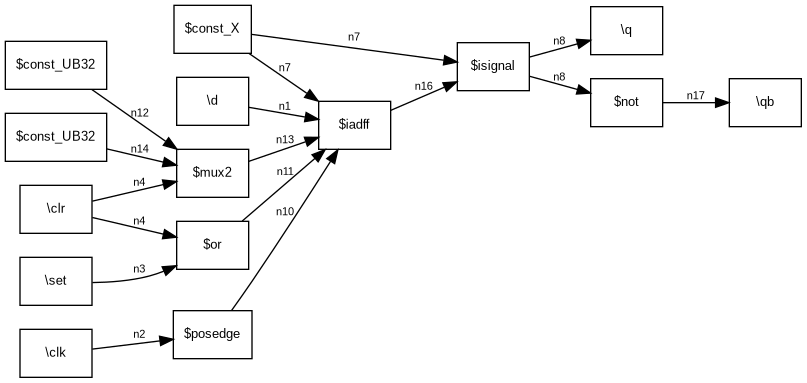 $const_X
n7
\q
$const_UB32
n7
n8
$isignal
n8
\d
n16
$not
n17
\qb
n12
n1
$const_UB32
$iadff
n14
n13
$mux2
n11
\clr
n4
n4
n10
$or
\set
n3
$posedge
\clk
n2